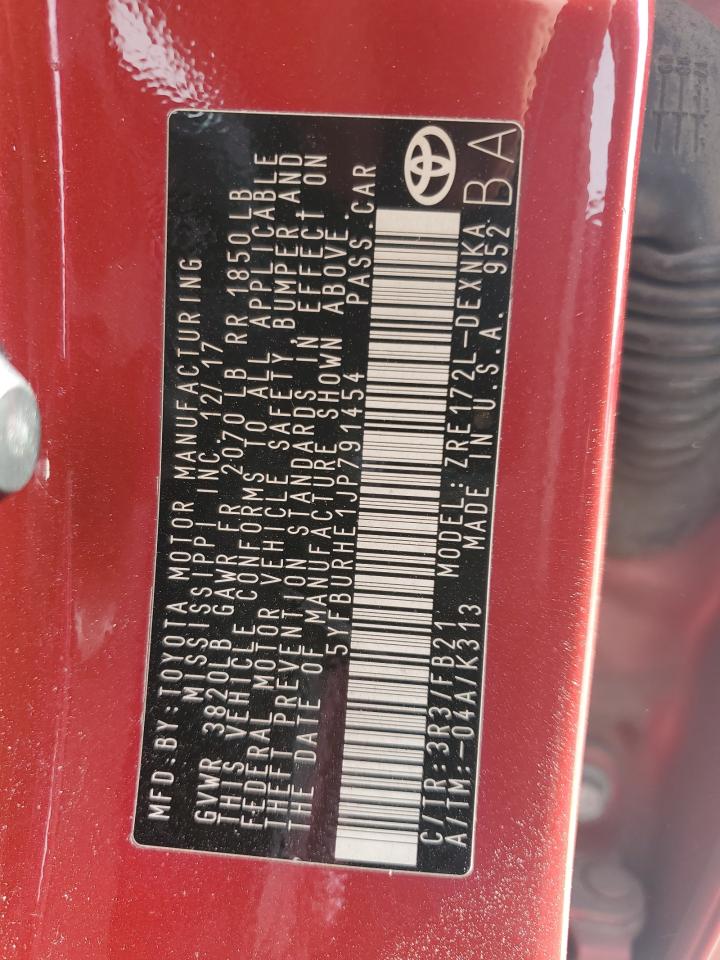 MFD.BY:TOYOTA MOTOR MANUFACTURING
MISSISSIPPI INC 12/17
GVWR 3820LB GAWR FR 2070 LB RR 1850LB
THIS VEHICLE CONFORMS TO ALL APPLICABLE
FEDERAL MOTOR VEHICLE SAFETY, BUMPER AND
THEFT PREVENTION STANDARDS IN EFFECT ON
THE DATE OF MANUFACTURE SHOWN ABOVE.
5YFBURHE1JP791454 PASS.CAR
C/TR:3R3/FB21 MODEL:ZRE172L-DEXNKA
A/TM:-04A/K313 MADE IN U.S.A. 952
BA